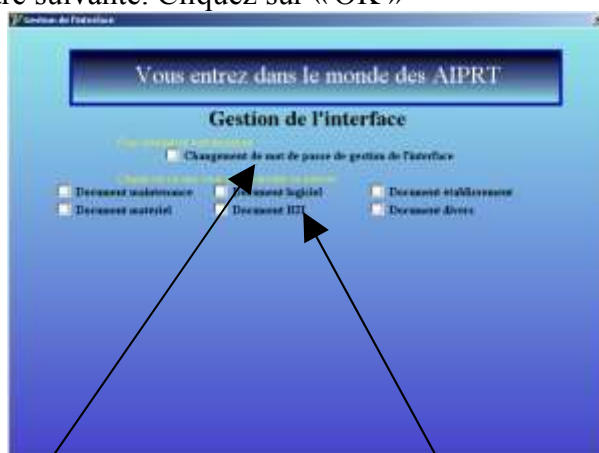 re suivante. Cliquez sur « OK »
Gestion de l'interface
Vous entrez dans le monde des AIPRT
Gestion de l'interface
Changement de mot de passe de gestion de l'interface
Document maintenance Document logiciel Document établissement
Document matériel Document Document divers